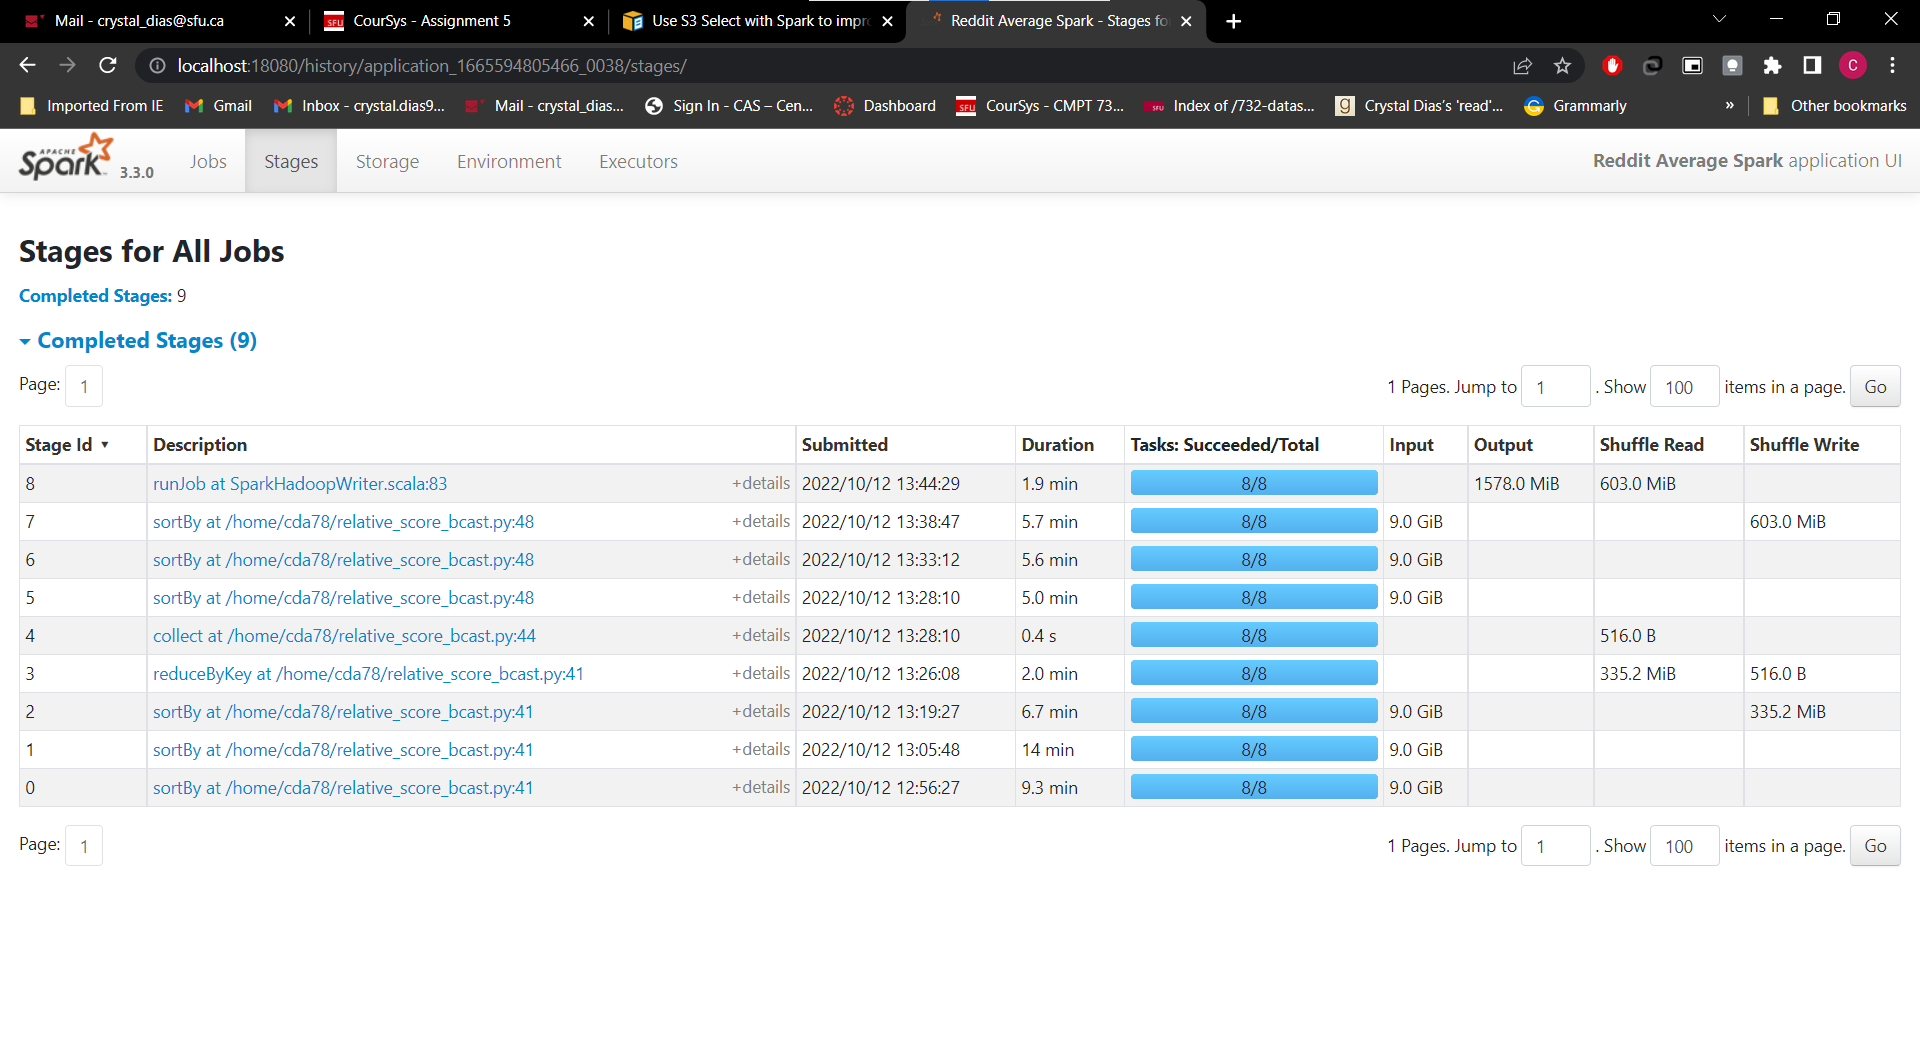 Mail - crystal_dias@sfu.ca
CourSys - Assignment 5
Use S3 Select with Spark to impr
Reddit Average Spark - Stages fo
localhost:18080/history/application_1665594805466_0038/stages/
C
Imported From IE
Gmail
Inbox - crystal.dias9...
Mail - crystal_dias...
Sign In - CAS – Cen...
Dashboard
CourSys - CMPT 73...
Index of /732-datas...
Crystal Dias's 'read'...
Grammarly
»
Other bookmarks
APACHE Spark 3.3.0
Jobs
Stages
Storage
Environment
Executors
Reddit Average Spark application UI
Stages for All Jobs
Completed Stages: 9
Completed Stages (9)
Page: 1
1 Pages. Jump to 1 . Show 100 items in a page. Go
Stage Id ▾ Description Submitted Duration Tasks: Succeeded/Total Input Output Shuffle Read Shuffle Write
8 runJob at SparkHadoopWriter.scala:83 +details 2022/10/12 13:44:29 1.9 min 8/8 1578.0 MiB 603.0 MiB
7 sortBy at /home/cda78/relative_score_bcast.py:48 +details 2022/10/12 13:38:47 5.7 min 8/8 9.0 GiB 603.0 MiB
6 sortBy at /home/cda78/relative_score_bcast.py:48 +details 2022/10/12 13:33:12 5.6 min 8/8 9.0 GiB
5 sortBy at /home/cda78/relative_score_bcast.py:48 +details 2022/10/12 13:28:10 5.0 min 8/8 9.0 GiB
4 collect at /home/cda78/relative_score_bcast.py:44 +details 2022/10/12 13:28:10 0.4 s 8/8 516.0 B
3 reduceByKey at /home/cda78/relative_score_bcast.py:41 +details 2022/10/12 13:26:08 2.0 min 8/8 335.2 MiB 516.0 B
2 sortBy at /home/cda78/relative_score_bcast.py:41 +details 2022/10/12 13:19:27 6.7 min 8/8 9.0 GiB 335.2 MiB
1 sortBy at /home/cda78/relative_score_bcast.py:41 +details 2022/10/12 13:05:48 14 min 8/8 9.0 GiB
0 sortBy at /home/cda78/relative_score_bcast.py:41 +details 2022/10/12 12:56:27 9.3 min 8/8 9.0 GiB
Page: 1
1 Pages. Jump to 1 . Show 100 items in a page. Go